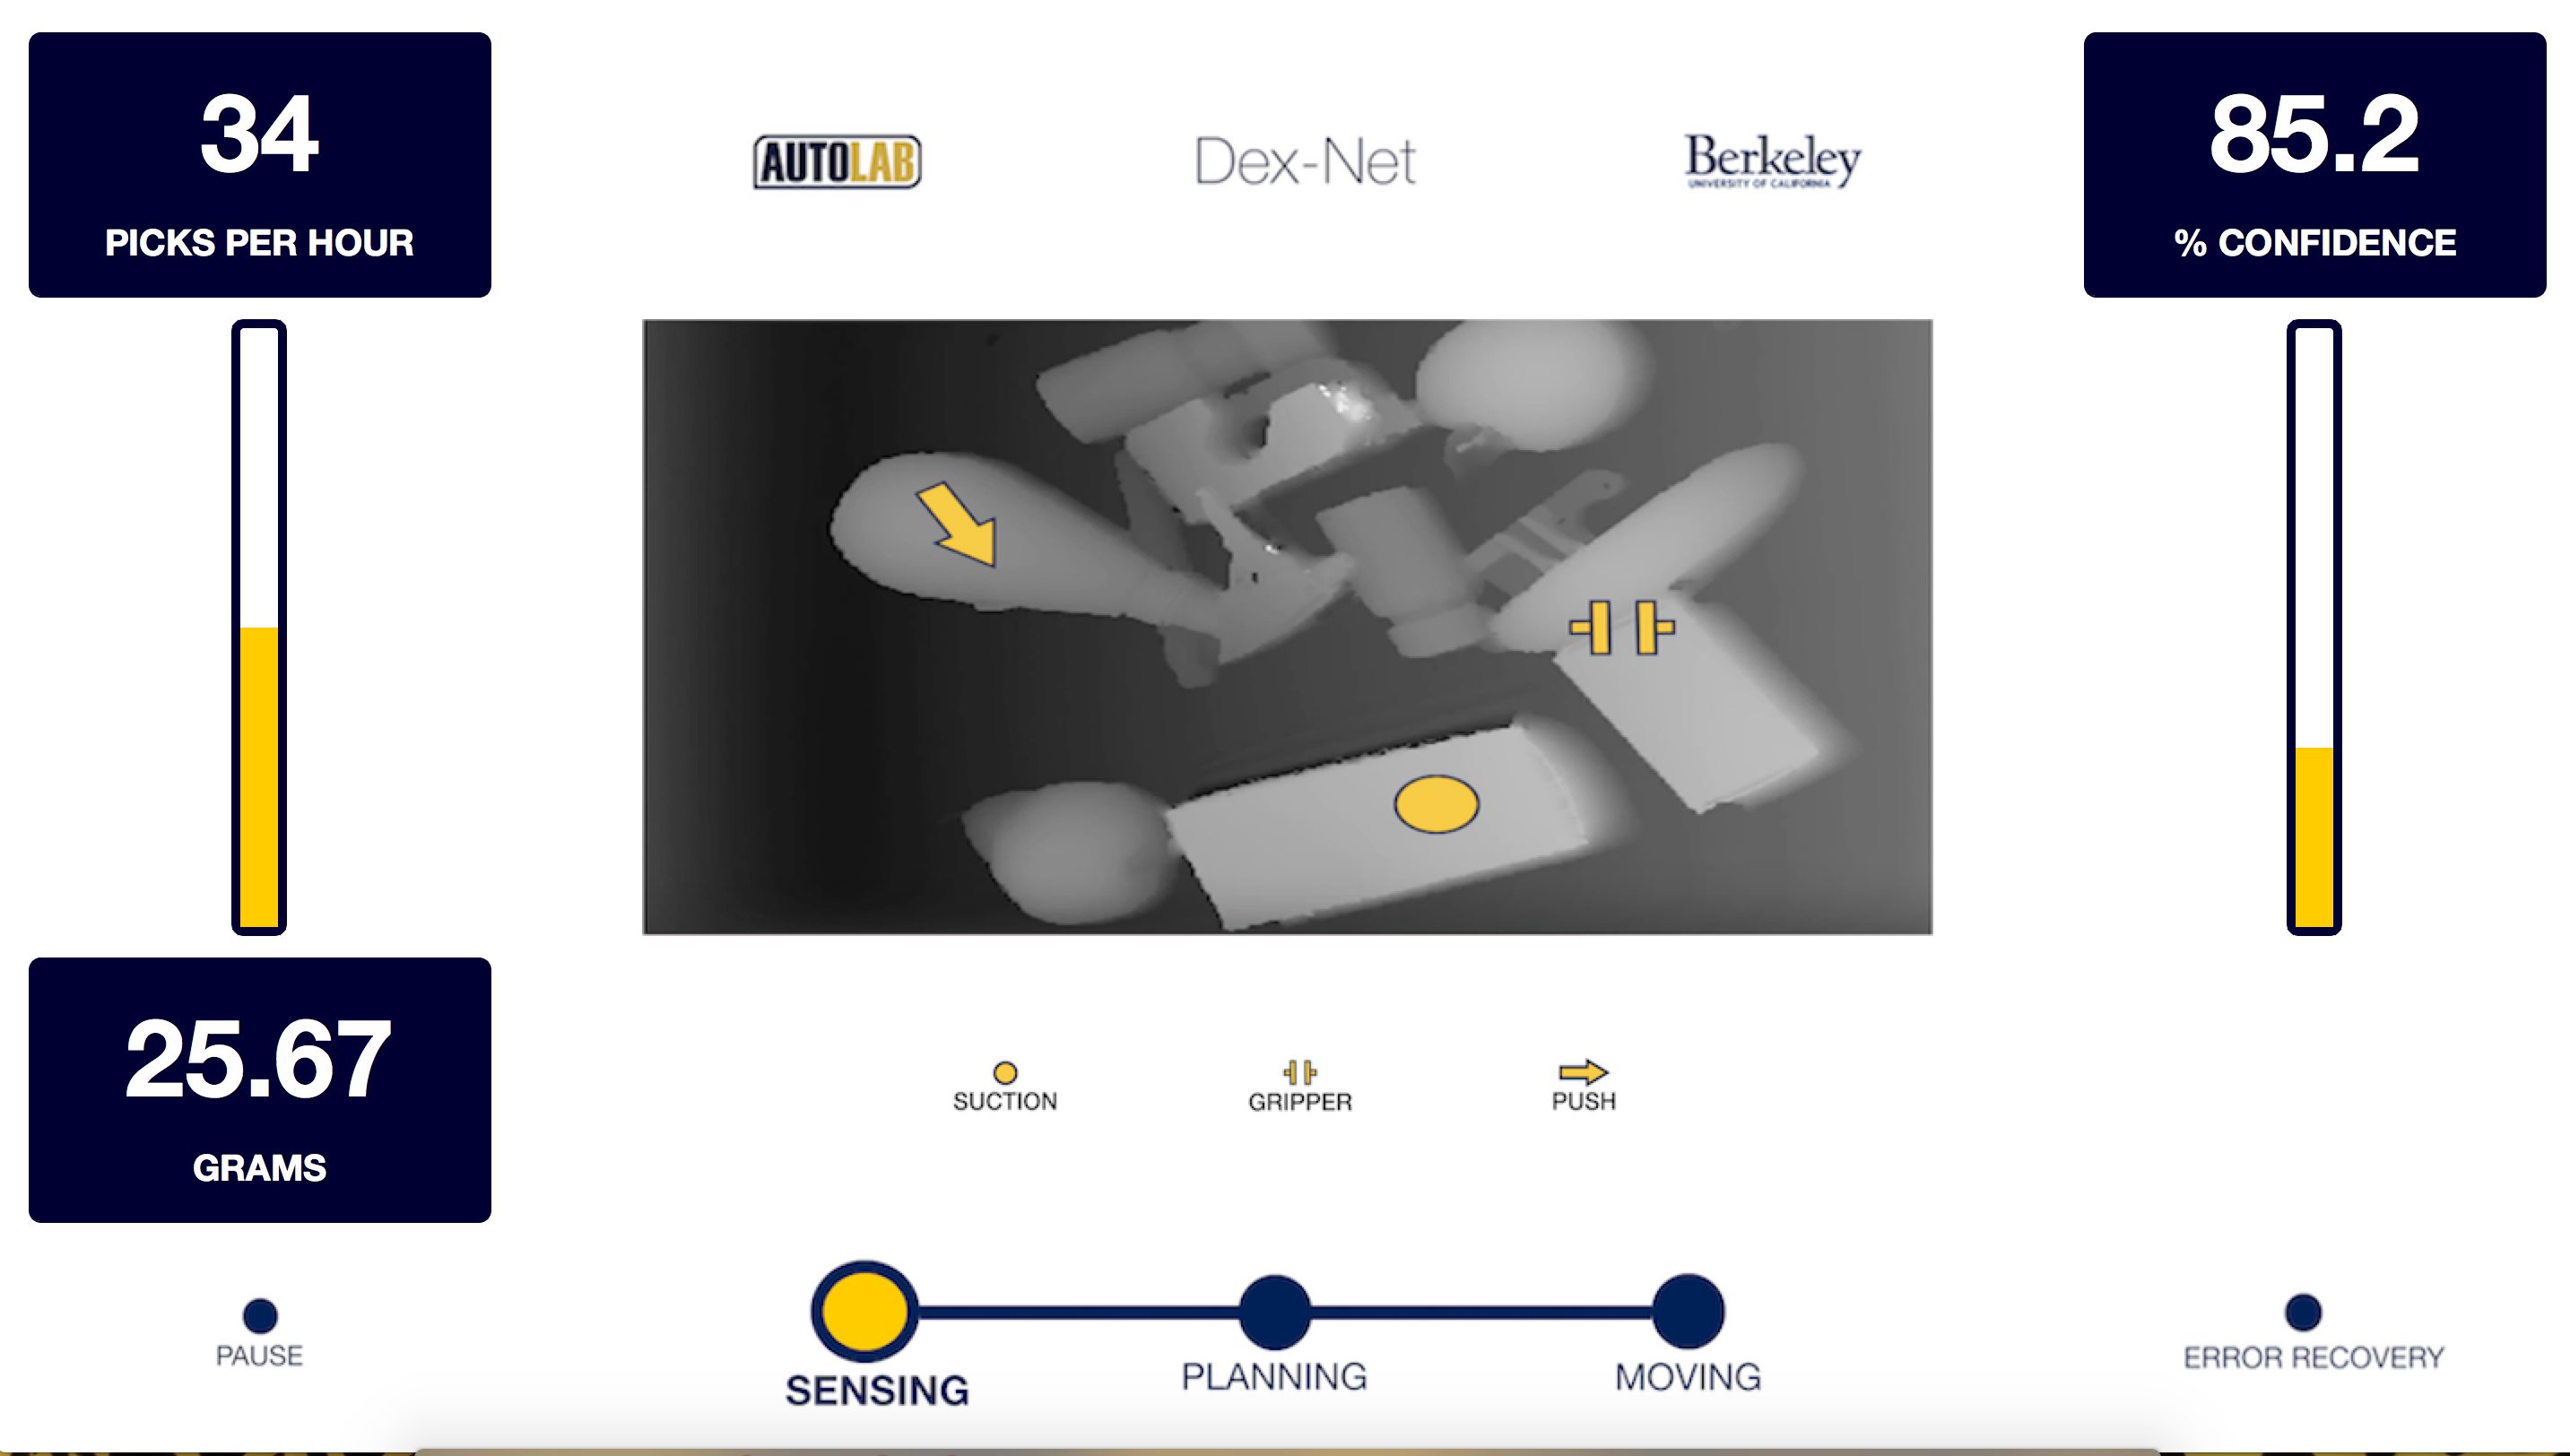 34
PICKS PER HOUR
AUTOLAB
Dex-Net
Berkeley
UNIVERSITY OF CALIFORNIA
85.2
% CONFIDENCE
25.67
GRAMS
SUCTION
GRIPPER
PUSH
PAUSE
SENSING
PLANNING
MOVING
ERROR RECOVERY